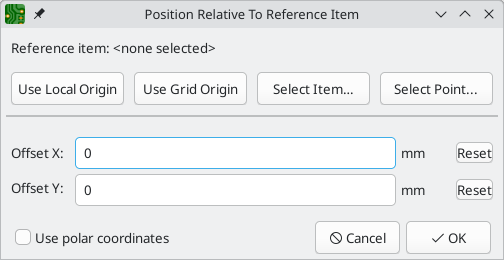 Position Relative To Reference Item
Reference item: <none selected>
Use Local Origin Use Grid Origin Select Item... Select Point...
Offset X: 0 mm Reset
Offset Y: 0 mm Reset
Use polar coordinates Cancel OK